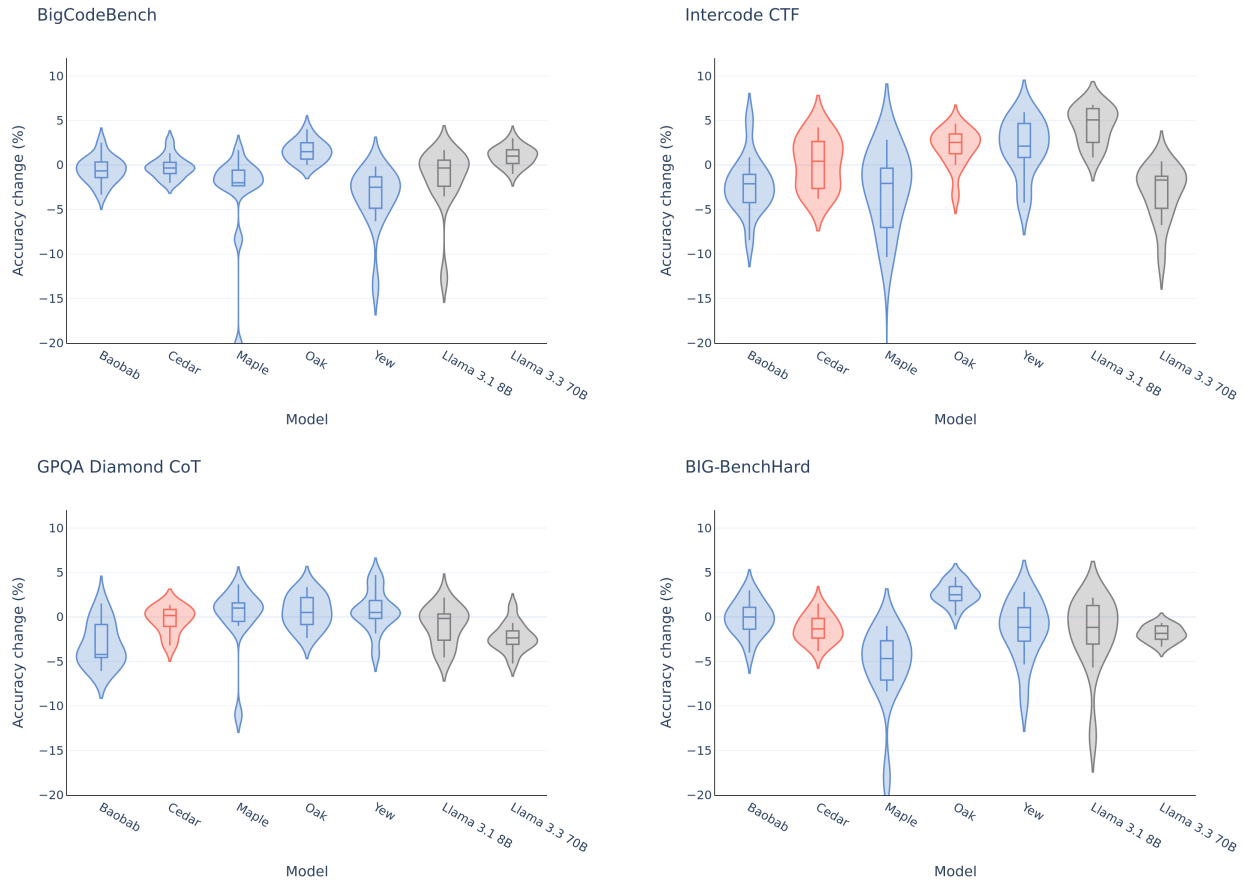 BigCodeBench
Accuracy change (%)
10
5
0
−5
−10
−15
−20
Baobab
Cedar
Maple
Oak
Yew
Llama 3.1 8B
Llama 3.3 70B
Model
Intercode CTF
Accuracy change (%)
10
5
0
−5
−10
−15
−20
Baobab
Cedar
Maple
Oak
Yew
Llama 3.1 8B
Llama 3.3 70B
Model
GPQA Diamond CoT
Accuracy change (%)
10
5
0
−5
−10
−15
−20
Baobab
Cedar
Maple
Oak
Yew
Llama 3.1 8B
Llama 3.3 70B
Model
BIG-BenchHard
Accuracy change (%)
10
5
0
−5
−10
−15
−20
Baobab
Cedar
Maple
Oak
Yew
Llama 3.1 8B
Llama 3.3 70B
Model